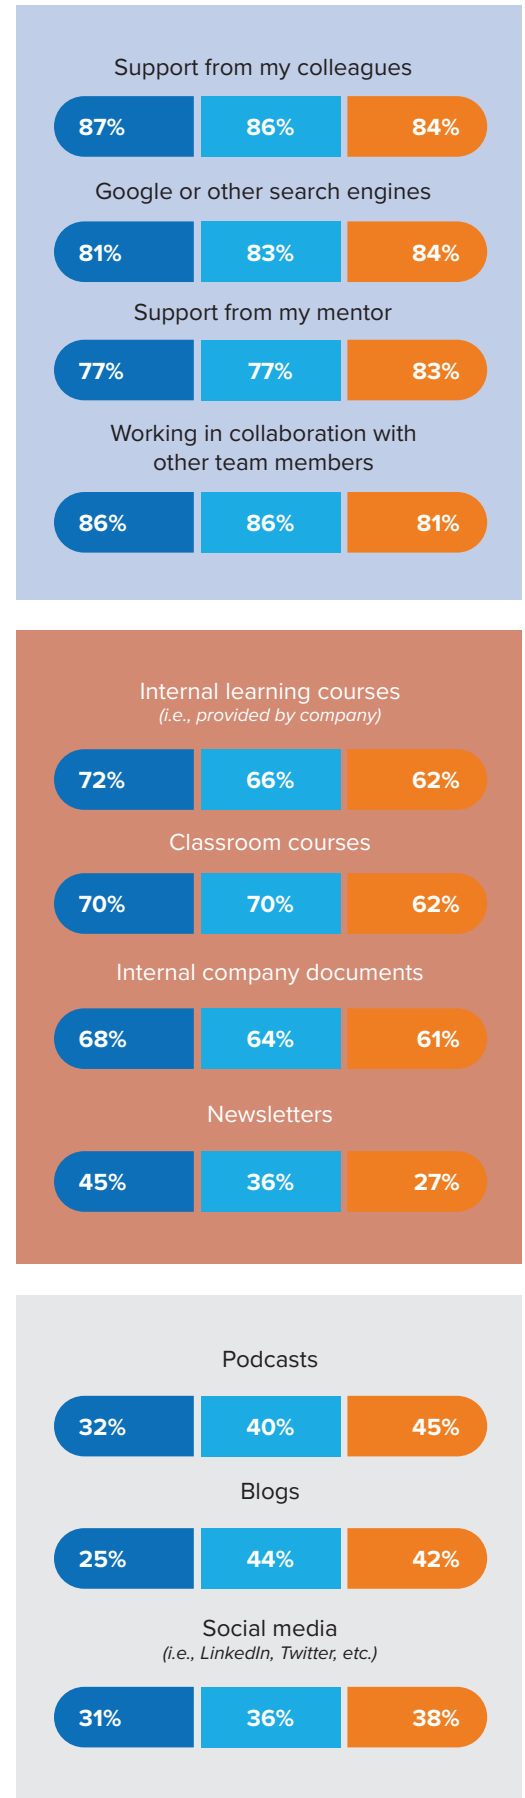 Support from my colleagues
87% 86% 84%
Google or other search engines
81% 83% 84%
Support from my mentor
77% 77% 83%
Working in collaboration with
other team members
86% 86% 81%
Internal learning courses
(i.e., provided by company)
72% 66% 62%
Classroom courses
70% 70% 62%
Internal company documents
68% 64% 61%
Newsletters
45% 36% 27%
Podcasts
32% 40% 45%
Blogs
25% 44% 42%
Social media
(i.e., LinkedIn, Twitter, etc.)
31% 36% 38%